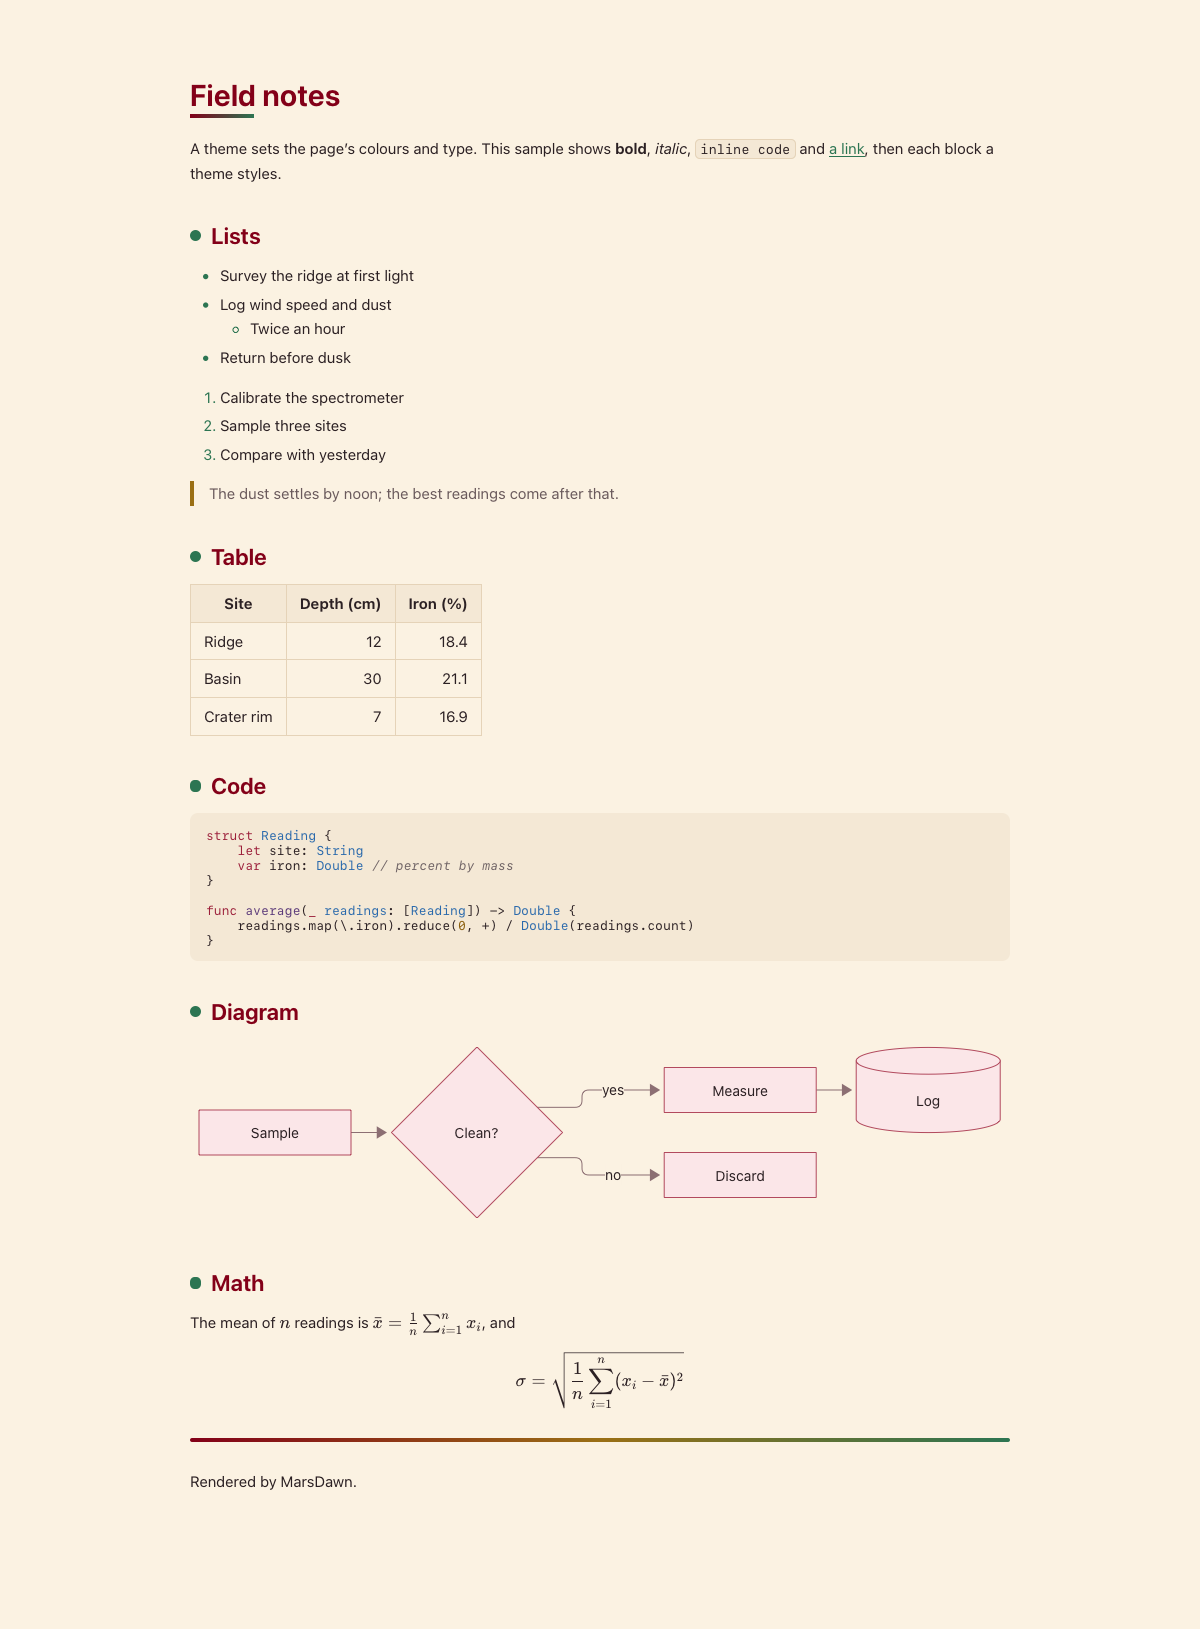 Field notes
A theme sets the page’s colours and type. This sample shows bold, italic, inline code and a link, then each block a
theme styles.
Lists
• Survey the ridge at first light
• Log wind speed and dust
◦ Twice an hour
• Return before dusk
1. Calibrate the spectrometer
2. Sample three sites
3. Compare with yesterday
The dust settles by noon; the best readings come after that.
Table
Site Depth (cm) Iron (%)
Ridge 12 18.4
Basin 30 21.1
Crater rim 7 16.9
Code
struct Reading {
    let site: String
    var iron: Double // percent by mass
}
func average(_ readings: [Reading]) -> Double {
    readings.map(\.iron).reduce(0, +) / Double(readings.count)
}
Diagram
Sample
Clean?
yes
Measure
Log
no
Discard
Math
The mean of n readings is x̄ = 1/n ∑_{i=1}^{n} x_i, and
σ = √(1/n ∑_{i=1}^{n} (x_i − x̄)²)
Rendered by MarsDawn.